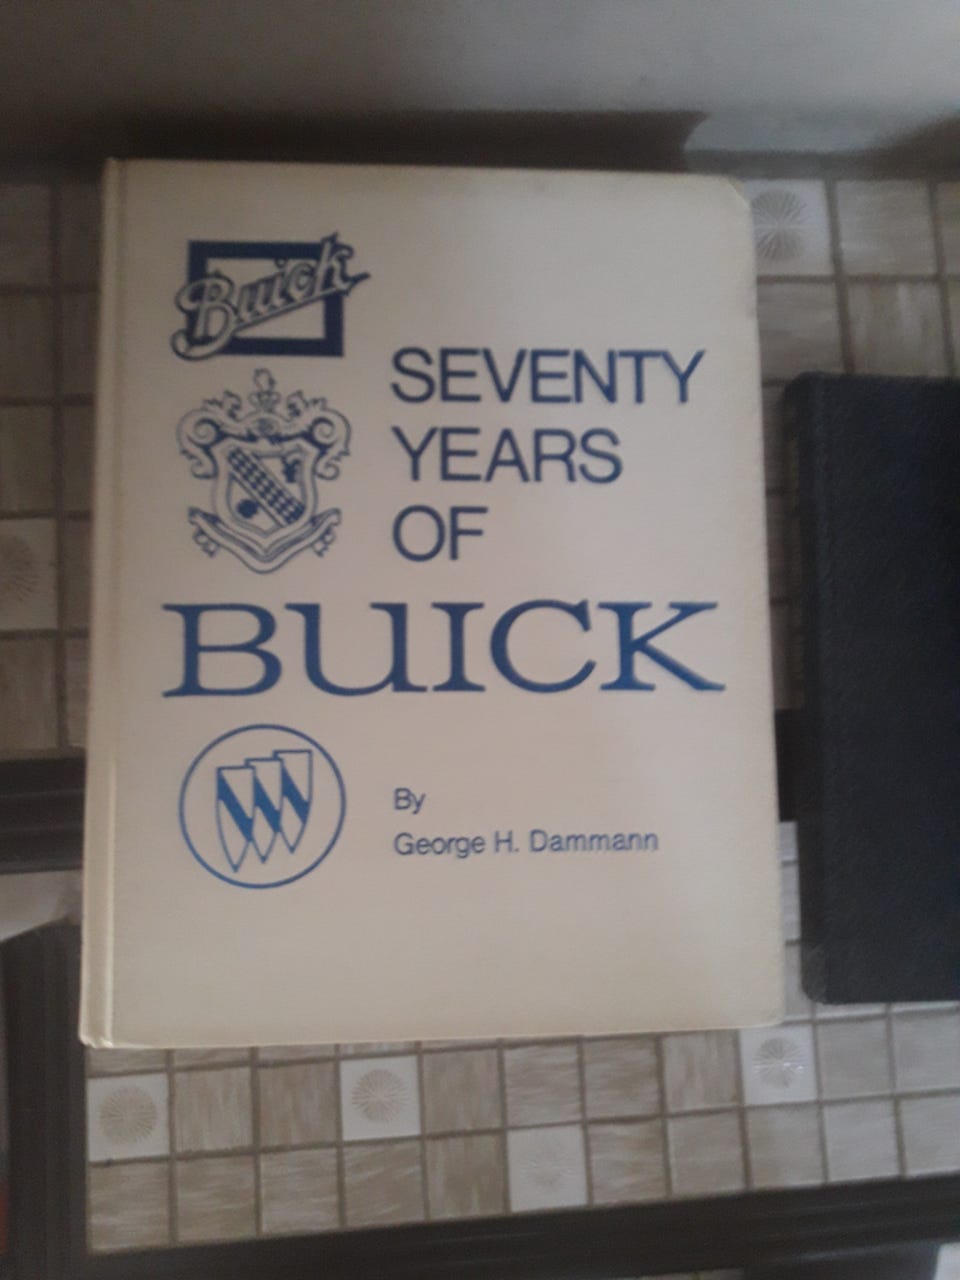 Buick
SEVENTY
YEARS
OF
BUICK
By
George H. Dammann